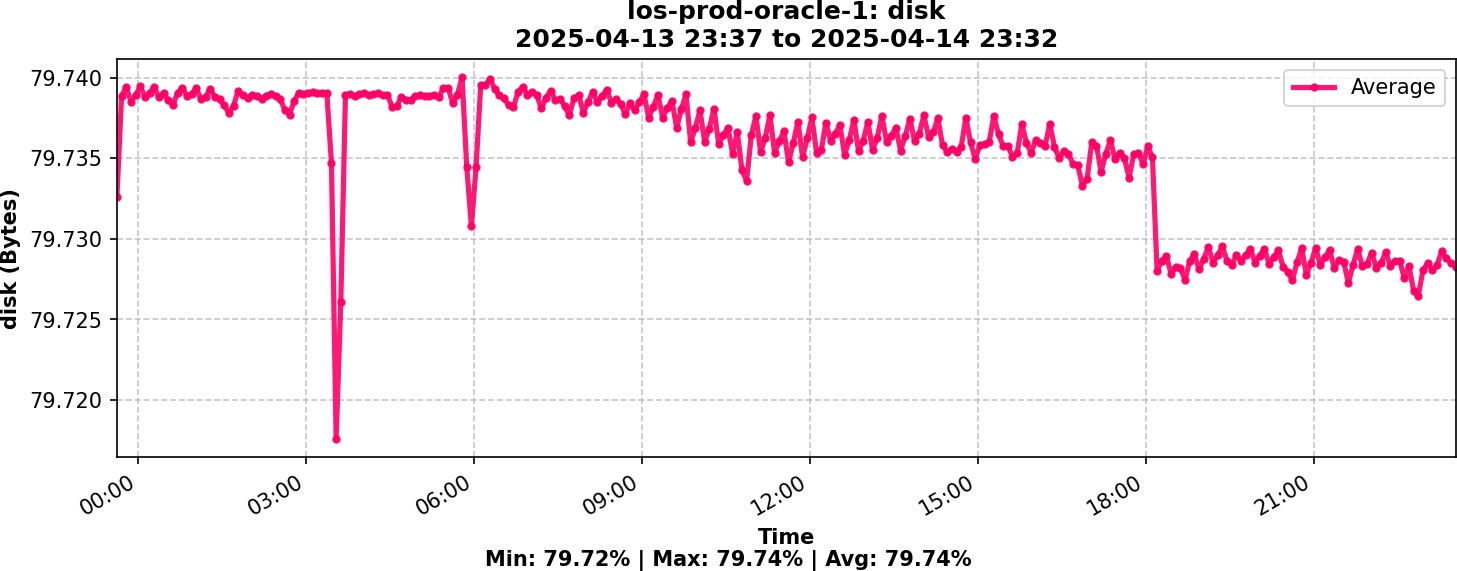 los-prod-oracle-1: disk
2025-04-13 23:37 to 2025-04-14 23:32
Average
disk (Bytes)
79.740
79.735
79.730
79.725
79.720
00:00
03:00
06:00
09:00
12:00
15:00
18:00
21:00
Time
Min: 79.72% | Max: 79.74% | Avg: 79.74%